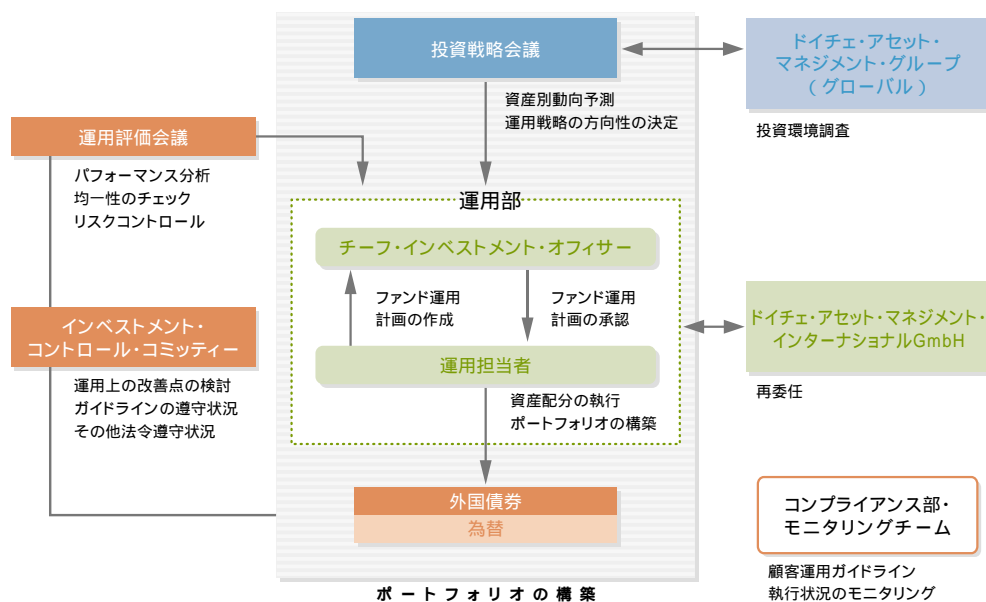 投資戦略会議
ドイチェ・アセット・
マネジメント・グループ
(グローバル)
投資環境調査
資産別動向予測
運用戦略の方向性の決定
運用評価会議
パフォーマンス分析
均一性のチェック
リスクコントロール
運用部
チーフ・インベストメント・オフィサー
ファンド運用
計画の作成
ファンド運用
計画の承認
運用担当者
資産配分の執行
ポートフォリオの構築
インベストメント・
コントロール・コミッティー
運用上の改善点の検討
ガイドラインの遵守状況
その他法令遵守状況
ドイチェ・アセット・マネジメント・
インターナショナルGmbH
再委任
外国債券
為替
ポートフォリオの構築
コンプライアンス部・
モニタリングチーム
顧客運用ガイドライン
執行状況のモニタリング